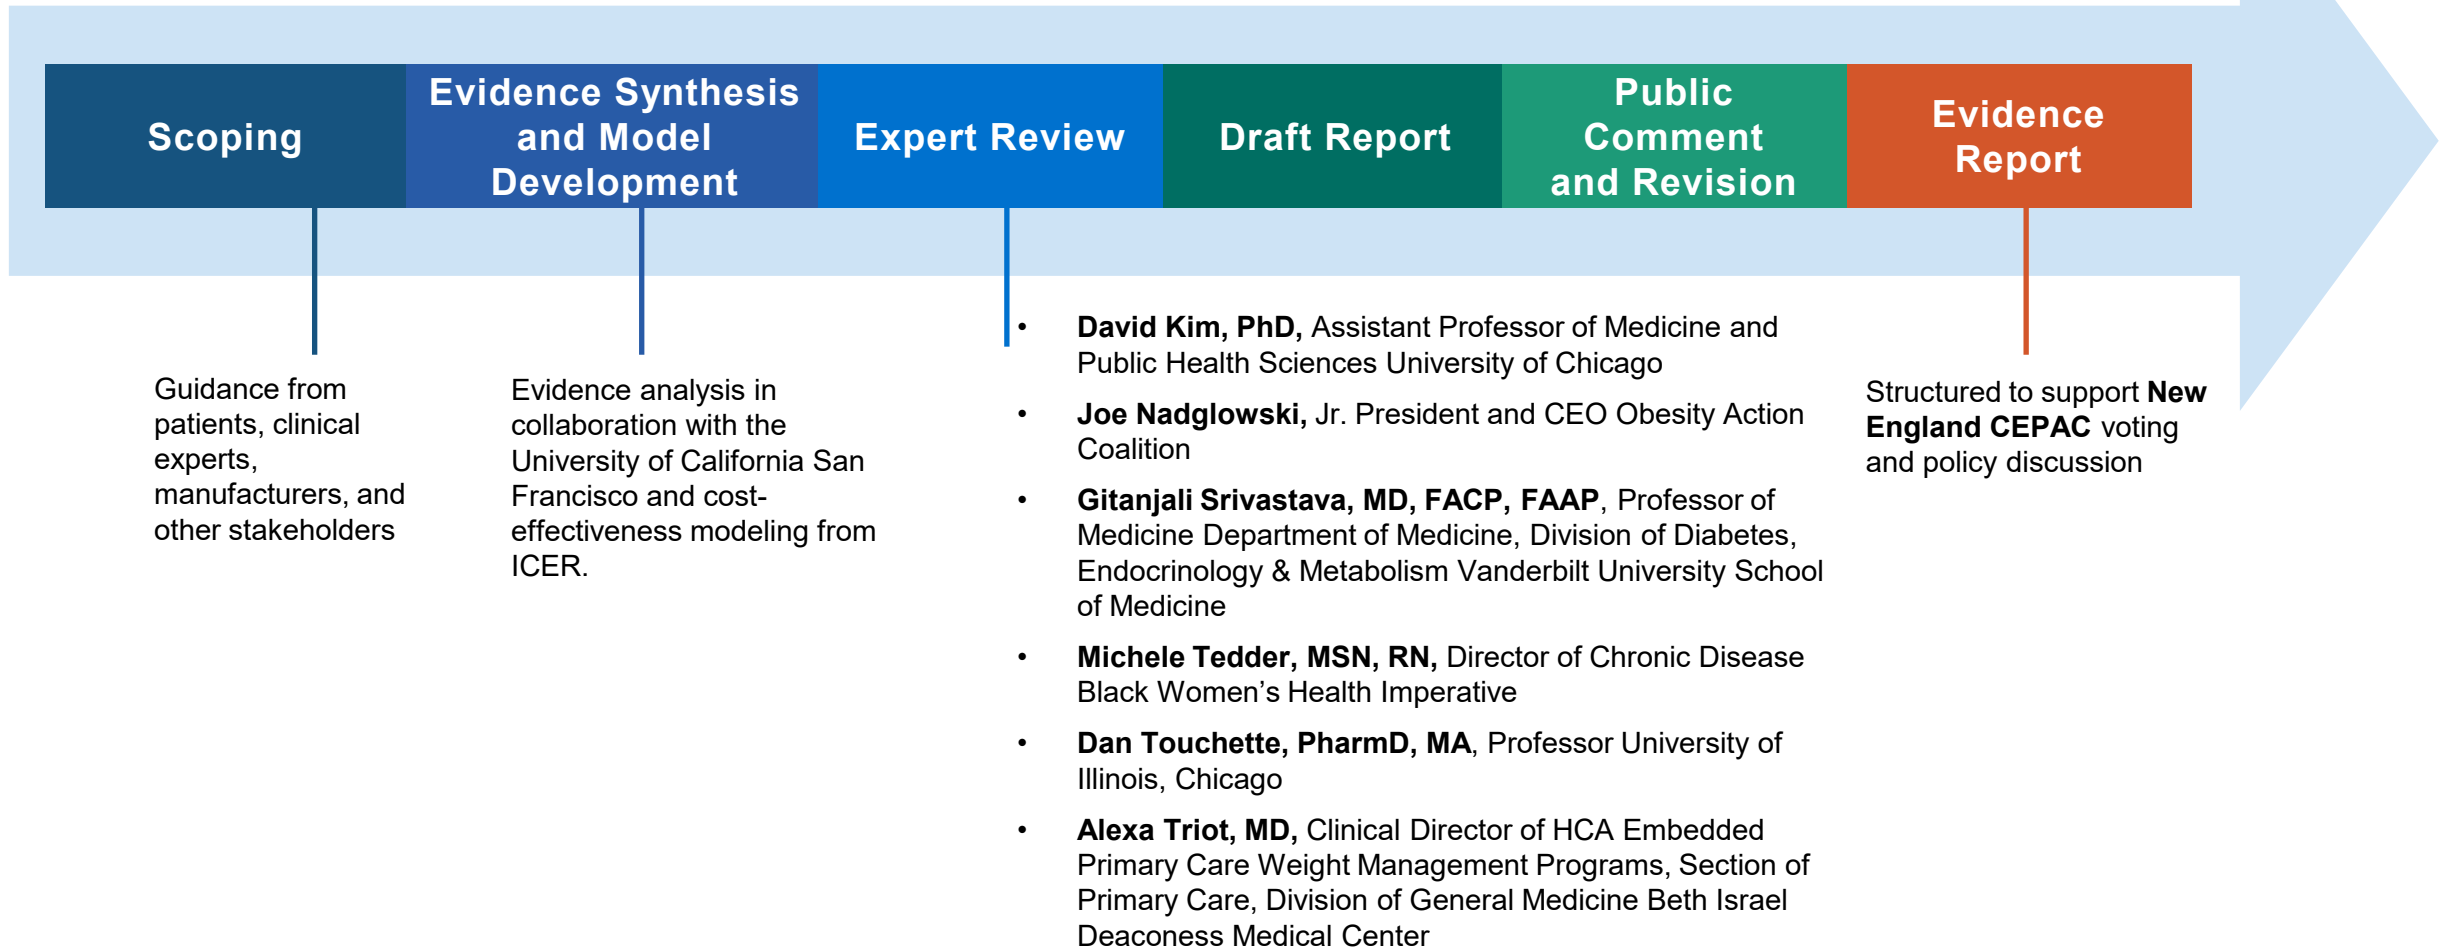 Scoping
Evidence Synthesis
and Model
Development
Expert Review
Draft Report
Public
Comment
and Revision
Evidence
Report
Guidance from
patients, clinical
experts,
manufacturers, and
other stakeholders
Evidence analysis in
collaboration with the
University of California San
Francisco and cost-
effectiveness modeling from
ICER.
• David Kim, PhD, Assistant Professor of Medicine and
Public Health Sciences University of Chicago
• Joe Nadglowski, Jr. President and CEO Obesity Action
Coalition
• Gitanjali Srivastava, MD, FACP, FAAP, Professor of
Medicine Department of Medicine, Division of Diabetes,
Endocrinology & Metabolism Vanderbilt University School
of Medicine
• Michele Tedder, MSN, RN, Director of Chronic Disease
Black Women’s Health Imperative
• Dan Touchette, PharmD, MA, Professor University of
Illinois, Chicago
• Alexa Triot, MD, Clinical Director of HCA Embedded
Primary Care Weight Management Programs, Section of
Primary Care, Division of General Medicine Beth Israel
Deaconess Medical Center
Structured to support New
England CEPAC voting
and policy discussion